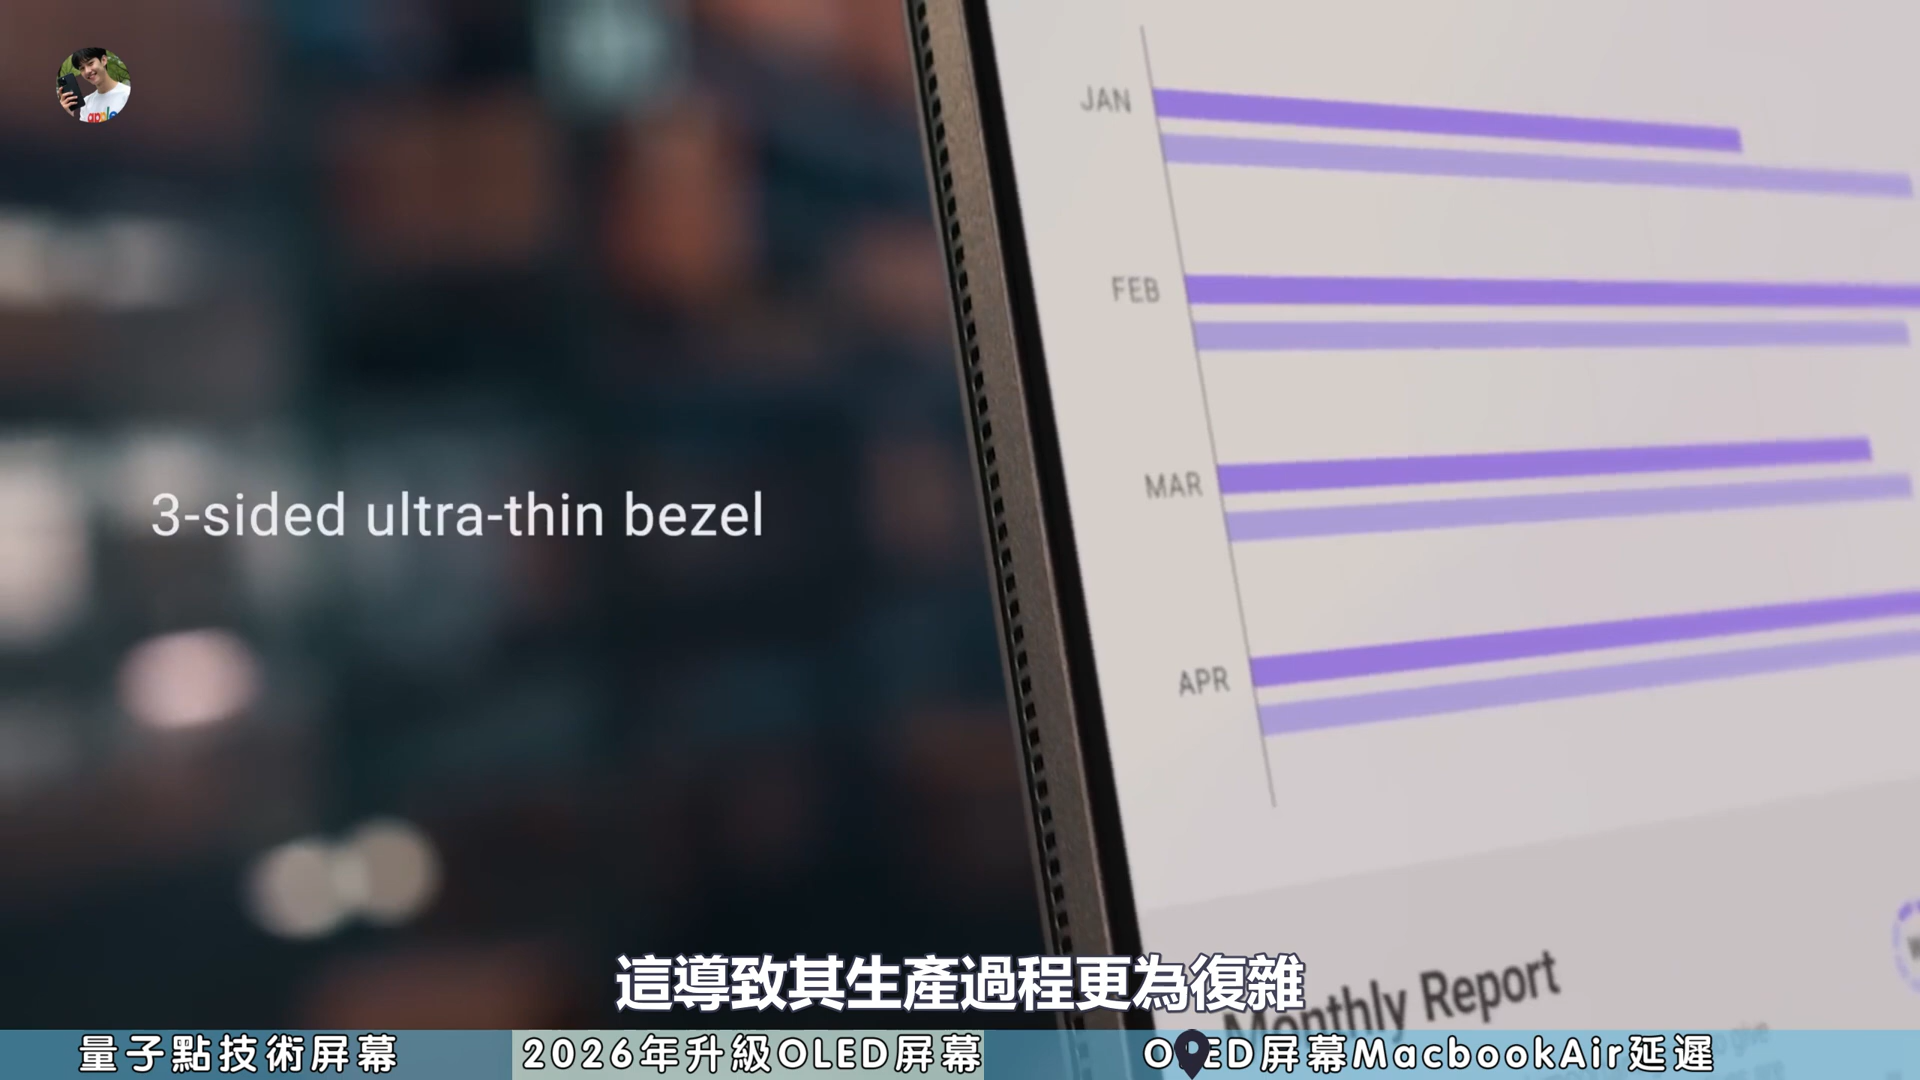 JAN
FEB
MAR
APR
3-sided ultra-thin bezel
Monthly Report
這導致其生產過程更為復雜
量子點技術屏幕
2026年升級OLED屏幕
OLED屏幕MacbookAir延遲